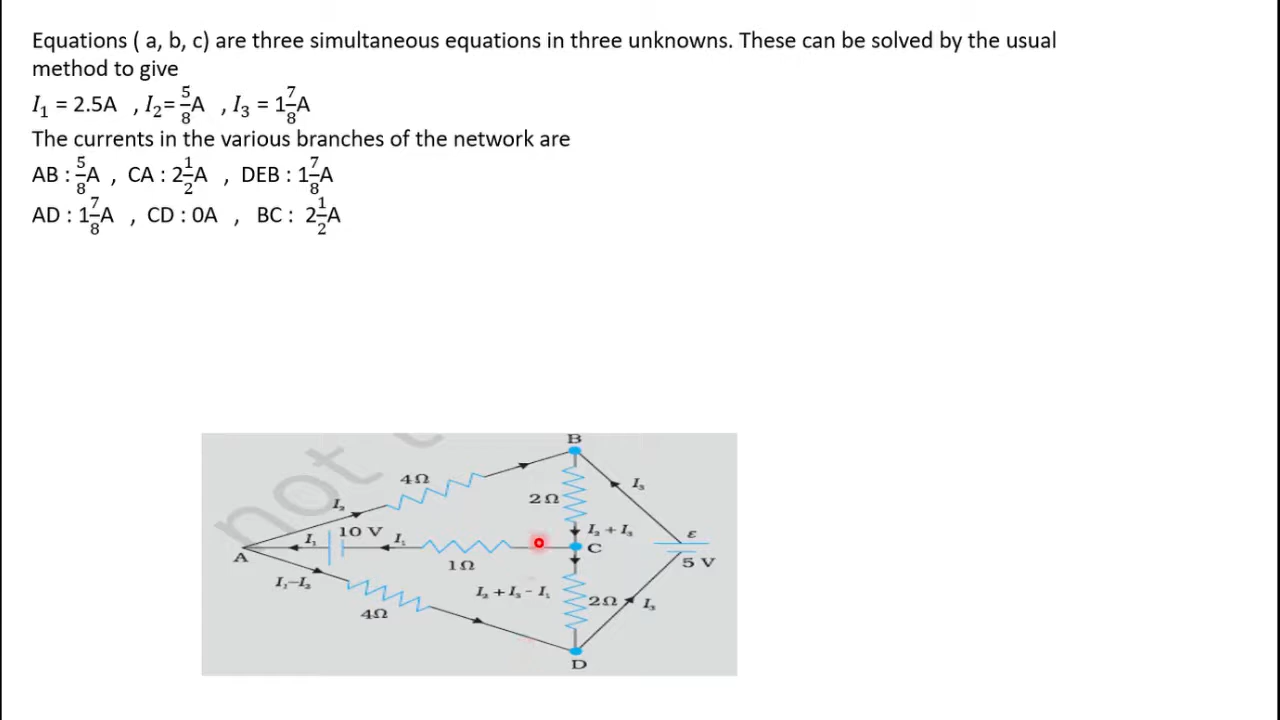 Equations ( a, b, c) are three simultaneous equations in three unknowns. These can be solved by the usual
method to give
I₁ = 2.5A , I₂= 5/8 A , I₃ = 1 7/8 A
The currents in the various branches of the network are
AB : 5/8 A , CA : 2 1/2 A , DEB : 1 7/8 A
AD : 1 7/8 A , CD : 0A , BC : 2 1/2 A
not
B
4Ω
I₃
2Ω
I₂
10 V
I₂ + I₃
ε
I₁
I₁
C
A
1Ω
5 V
I₁–I₂
I₂ + I₃ - I₁
2Ω
I₃
4Ω
D